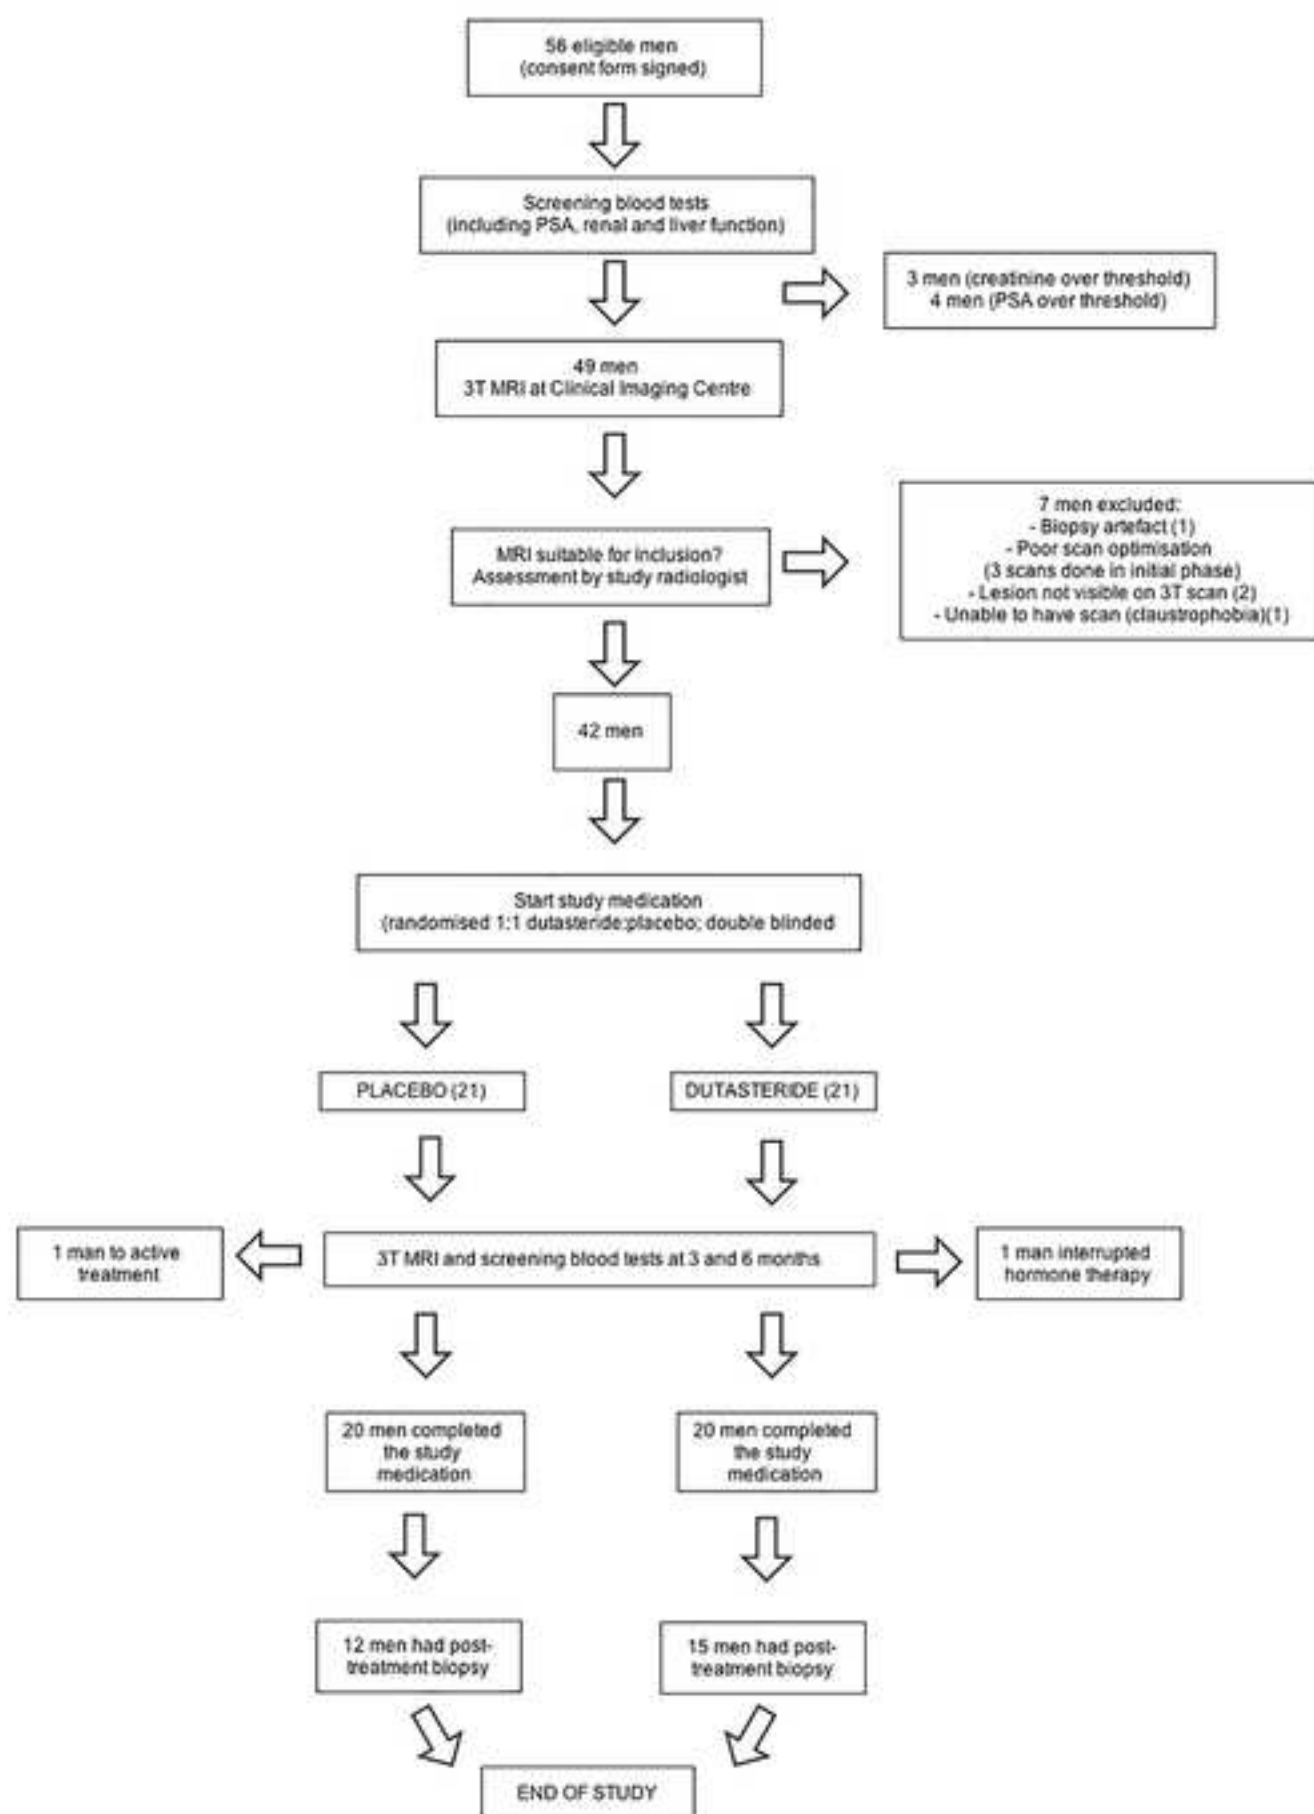 56 eligible men
(consent form signed)
Screening blood tests
(including PSA, renal and liver function)
3 men (creatinine over threshold)
4 men (PSA over threshold)
49 men
3T MRI at Clinical Imaging Centre
MRI suitable for inclusion?
Assessment by study radiologist
7 men excluded:
- Biopsy artefact (1)
- Poor scan optimisation
(3 scans done in initial phase)
- Lesion not visible on 3T scan (2)
- Unable to have scan (claustrophobia)(1)
42 men
Start study medication
(randomised 1:1 dutasteride:placebo; double blinded
PLACEBO (21)
DUTASTERIDE (21)
1 man to active
treatment
3T MRI and screening blood tests at 3 and 6 months
1 man interrupted
hormone therapy
20 men completed
the study
medication
20 men completed
the study
medication
12 men had post-
treatment biopsy
15 men had post-
treatment biopsy
END OF STUDY